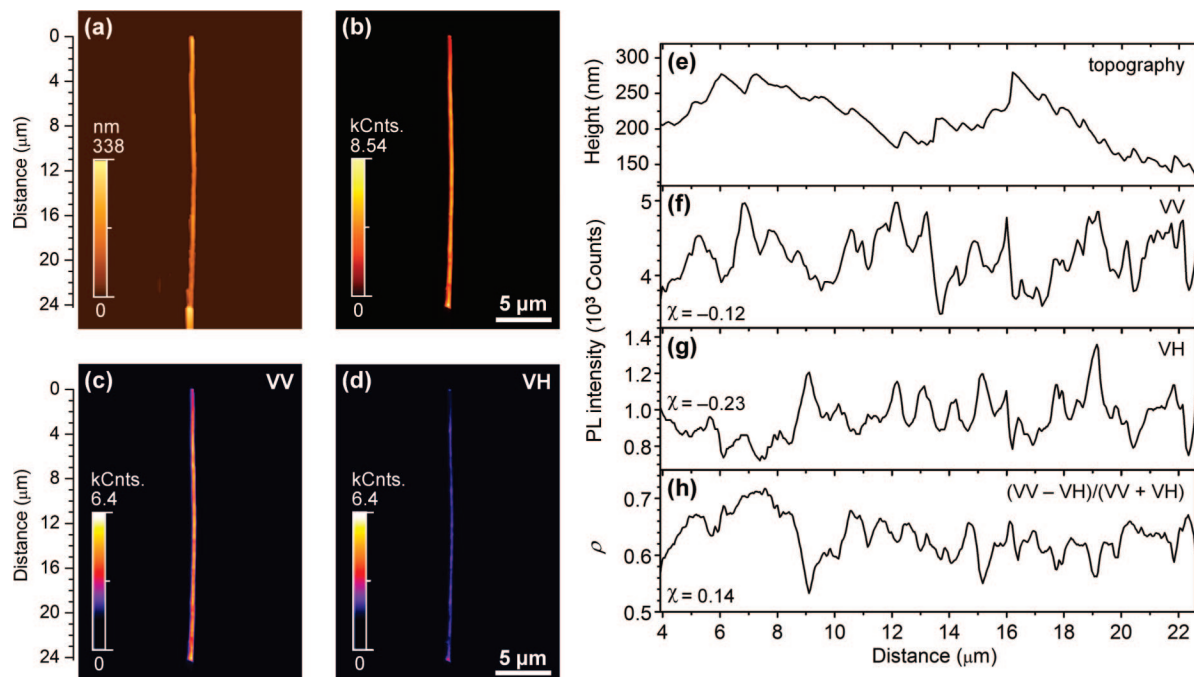 (a)
0
4
8
12
16
20
24
Distance (μm)
nm
338
0
(b)
kCnts.
8.54
0
5 μm
(c)
VV
0
4
8
12
16
20
24
Distance (μm)
kCnts.
6.4
0
(d)
VH
kCnts.
6.4
0
5 μm
(e)
topography
Height (nm)
300
250
200
150
(f)
VV
5
4
χ = –0.12
PL intensity (10³ Counts)
(g)
VH
1.4
1.2
1.0
0.8
χ = –0.23
(h)
(VV – VH)/(VV + VH)
0.7
0.6
0.5
ρ
χ = 0.14
4 6 8 10 12 14 16 18 20 22
Distance (μm)